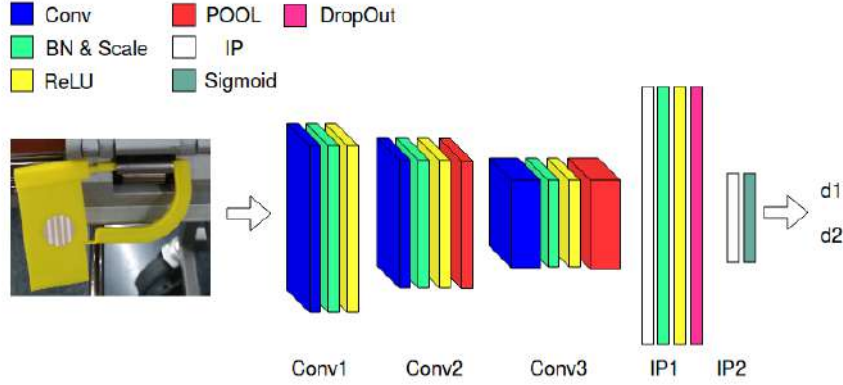 Conv POOL DropOut
BN & Scale IP
ReLU Sigmoid
d1
d2
Conv1 Conv2 Conv3 IP1 IP2